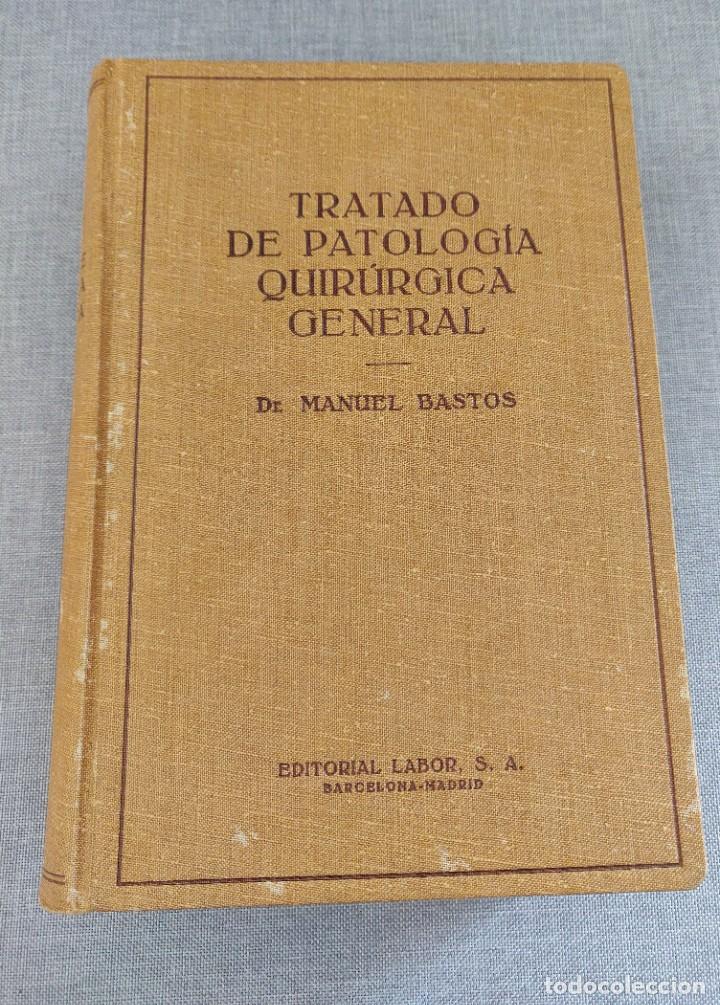 TRATADO
DE PATOLOGÍA
QUIRÚRGICA
GENERAL
DR MANUEL BASTOS
EDITORIAL LABOR, S. A.
BARCELONA-MADRID
todocoleccion